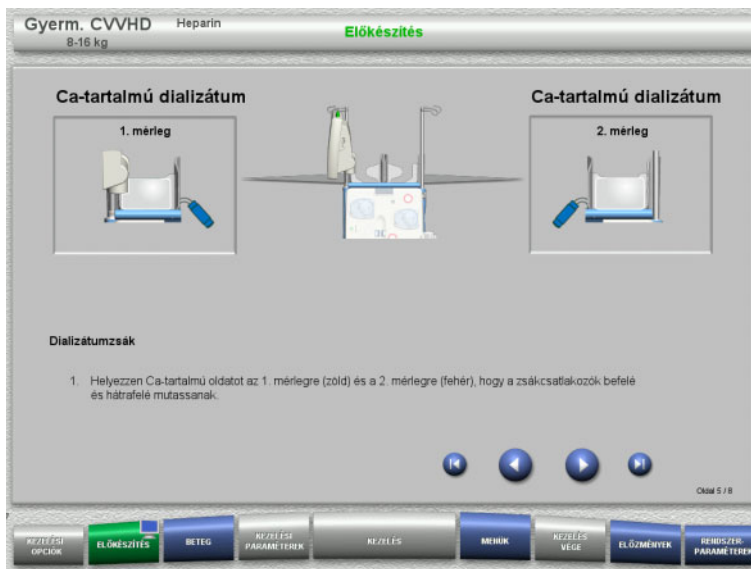 Gyerm. CVVHD Heparin
8-16 kg
Előkészítés
Ca-tartalmú dializátum Ca-tartalmú dializátum
1. mérleg 2. mérleg
Dializátumzsák
1. Helyezzen Ca-tartalmú oldatot az 1. mérlegre (zöld) és a 2. mérlegre (fehér), hogy a zsákcsatlakozók befelé
és hátrafelé mutassanak.
Oldal 5 / 8
KEZELÉSI OPCIÓK
ELŐKÉSZÍTÉS
BETEG
KEZELÉSI PARAMÉTEREK
KEZELÉS
MENÜK
KEZELÉS VÉGE
ELŐZMÉNYEK
RENDSZER-PARAMÉTEREK